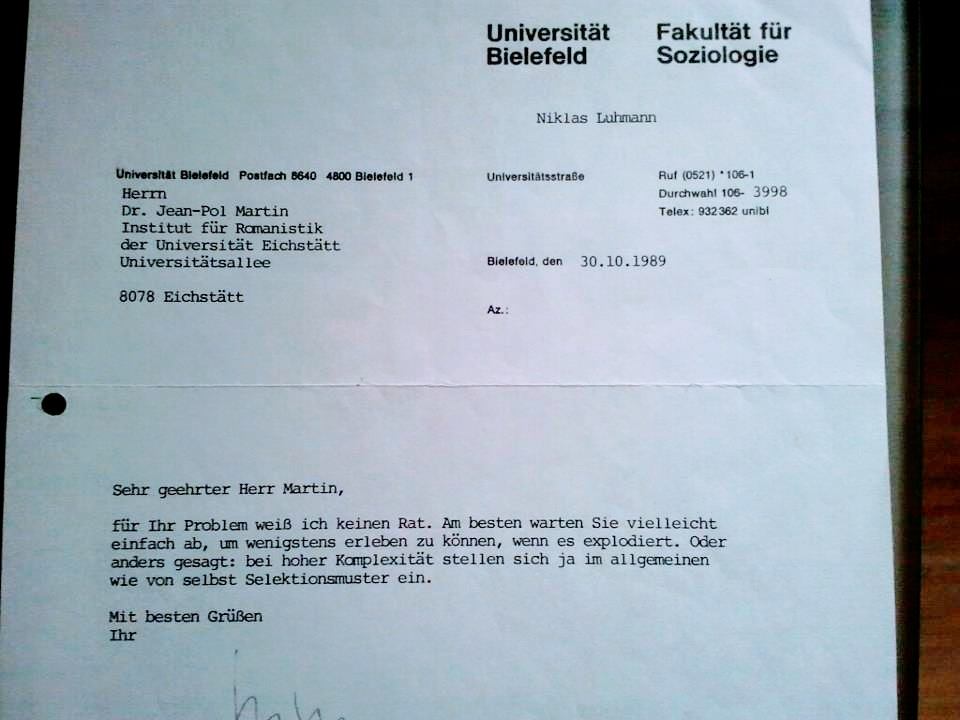 Universität Fakultät für
Bielefeld Soziologie
Niklas Luhmann
Universität Bielefeld Postfach 8640 4800 Bielefeld 1
Herrn
Dr. Jean-Pol Martin
Institut für Romanistik
der Universität Eichstätt
Universitätsallee
8078 Eichstätt
Universitätsstraße
Ruf (0521) *106-1
Durchwahl 106- 3998
Telex: 932362 unibi
Bielefeld, den 30.10.1989
Az.:
Sehr geehrter Herr Martin,
für Ihr Problem weiß ich keinen Rat. Am besten warten Sie vielleicht
einfach ab, um wenigstens erleben zu können, wenn es explodiert. Oder
anders gesagt: bei hoher Komplexität stellen sich ja im allgemeinen
wie von selbst Selektionsmuster ein.
Mit besten Grüßen
Ihr